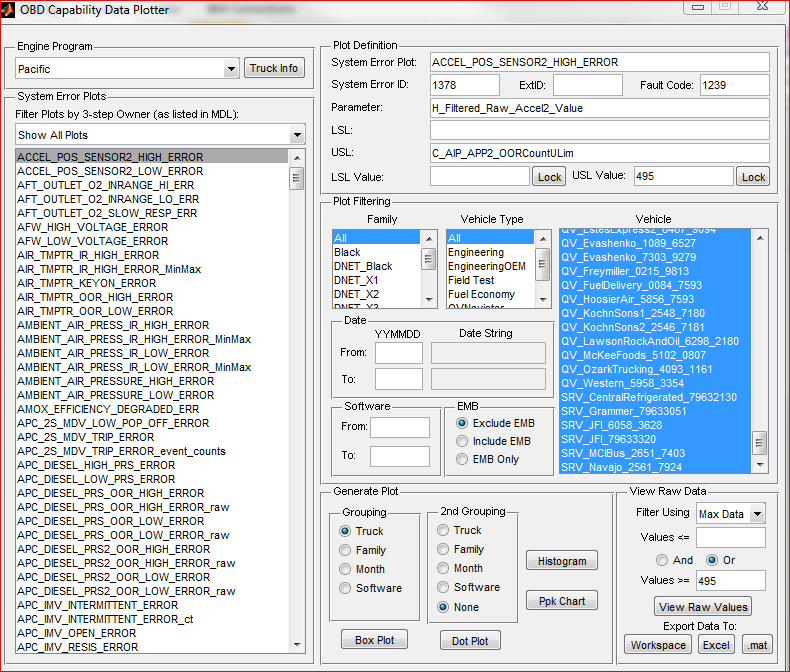 OBD Capability Data Plotter
Engine Program
Pacific
Truck Info
System Error Plots
Filter Plots by 3-step Owner (as listed in MDL):
Show All Plots
ACCEL_POS_SENSOR2_HIGH_ERROR
ACCEL_POS_SENSOR2_LOW_ERROR
AFT_OUTLET_O2_INRANGE_HI_ERR
AFT_OUTLET_O2_INRANGE_LO_ERR
AFT_OUTLET_O2_SLOW_RESP_ERR
AFW_HIGH_VOLTAGE_ERROR
AFW_LOW_VOLTAGE_ERROR
AIR_TMPTR_IR_HIGH_ERROR
AIR_TMPTR_IR_HIGH_ERROR_MinMax
AIR_TMPTR_KEYON_ERROR
AIR_TMPTR_OOR_HIGH_ERROR
AIR_TMPTR_OOR_LOW_ERROR
AMBIENT_AIR_PRESS_IR_HIGH_ERROR
AMBIENT_AIR_PRESS_IR_HIGH_ERROR_MinMax
AMBIENT_AIR_PRESS_IR_LOW_ERROR
AMBIENT_AIR_PRESS_IR_LOW_ERROR_MinMax
AMBIENT_AIR_PRESSURE_HIGH_ERROR
AMBIENT_AIR_PRESSURE_LOW_ERROR
AMOX_EFFICIENCY_DEGRADED_ERR
APC_2S_MDV_LOW_POP_OFF_ERROR
APC_2S_MDV_TRIP_ERROR
APC_2S_MDV_TRIP_ERROR_event_counts
APC_DIESEL_HIGH_PRS_ERROR
APC_DIESEL_LOW_PRS_ERROR
APC_DIESEL_PRS_OOR_HIGH_ERROR
APC_DIESEL_PRS_OOR_HIGH_ERROR_raw
APC_DIESEL_PRS_OOR_LOW_ERROR
APC_DIESEL_PRS_OOR_LOW_ERROR_raw
APC_DIESEL_PRS2_OOR_HIGH_ERROR
APC_DIESEL_PRS2_OOR_HIGH_ERROR_raw
APC_DIESEL_PRS2_OOR_LOW_ERROR
APC_DIESEL_PRS2_OOR_LOW_ERROR_raw
APC_IMV_INTERMITTENT_ERROR
APC_IMV_INTERMITTENT_ERROR_ct
APC_IMV_OPEN_ERROR
APC_IMV_RESIS_ERROR
Plot Definition
System Error Plot: ACCEL_POS_SENSOR2_HIGH_ERROR
System Error ID: 1378 ExtID: Fault Code: 1239
Parameter: H_Filtered_Raw_Accel2_Value
LSL:
USL: C_AIP_APP2_OORCountULim
LSL Value: Lock USL Value: 495 Lock
Plot Filtering
Family
All
Black
DNET_Black
DNET_X1
DNET_X2
DNET_X3
Vehicle Type
All
Engineering
EngineeringOEM
Field Test
Fuel Economy
QVNavistar
Vehicle
QV_EstesExpress2_6487_9094
QV_Evashenko_1089_6527
QV_Evashenko_7303_9279
QV_Freymiller_0215_9813
QV_FuelDelivery_0084_7593
QV_HoosierAir_5856_7593
QV_KochnSons1_2548_7180
QV_KochnSons2_2546_7181
QV_LawsonRockAndOil_6298_2180
QV_McKeeFoods_5102_0807
QV_OzarkTrucking_4093_1161
QV_Western_5958_3354
SRV_CentralRefrigerated_79632130
SRV_Grammer_79633051
SRV_JFI_6058_3628
SRV_JFI_79633320
SRV_MCIBus_2651_7403
SRV_Navajo_2561_7924
Date
YYMMDD Date String
From:
To:
Software
From:
To:
EMB
Exclude EMB
Include EMB
EMB Only
Generate Plot
Grouping
Truck
Family
Month
Software
Box Plot
2nd Grouping
Truck
Family
Month
Software
None
Dot Plot
Histogram
Ppk Chart
View Raw Data
Filter Using Max Data
Values <=
And Or
Values >= 495
View Raw Values
Export Data To:
Workspace Excel .mat